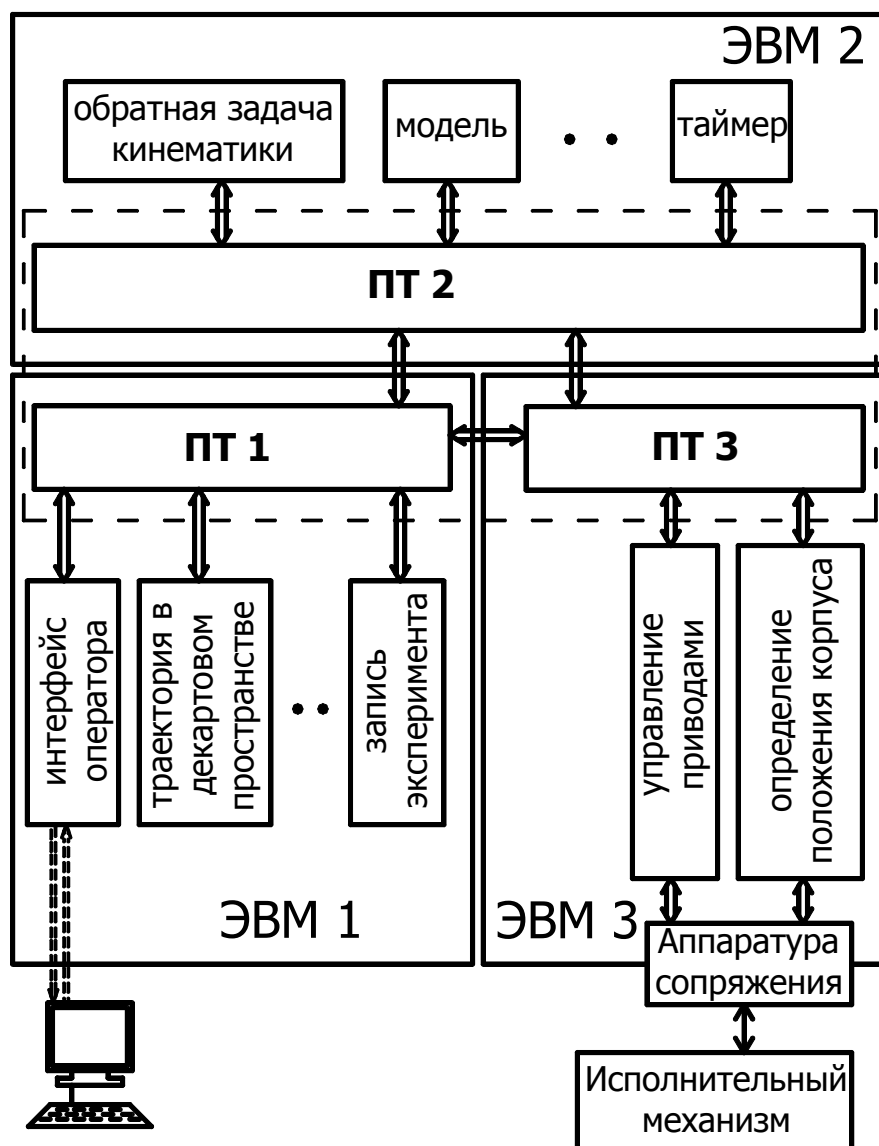 ЭВМ 2
обратная задача
кинематики
модель
таймер
ПТ 2
ПТ 1
ПТ 3
интерфейс
оператора
траектория в
декартовом
пространстве
запись
эксперимента
управление
приводами
определение
положения корпуса
ЭВМ 1
ЭВМ 3
Аппаратура
сопряжения
Исполнительный
механизм